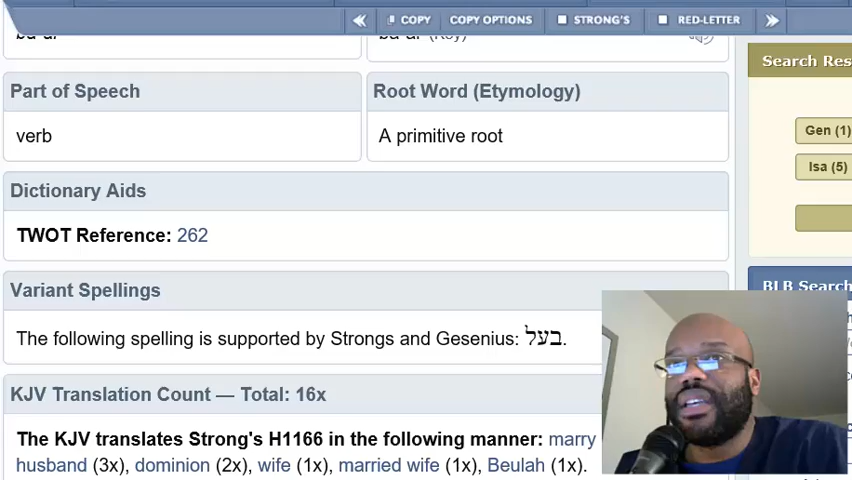 COPY COPY OPTIONS STRONG'S RED-LETTER
Part of Speech
Root Word (Etymology)
verb
A primitive root
Dictionary Aids
TWOT Reference: 262
Variant Spellings
The following spelling is supported by Strongs and Gesenius: בעל.
KJV Translation Count — Total: 16x
The KJV translates Strong's H1166 in the following manner: marry
husband (3x), dominion (2x), wife (1x), married wife (1x), Beulah (1x).
Search Res
Gen (1)
Isa (5)
BLB Search